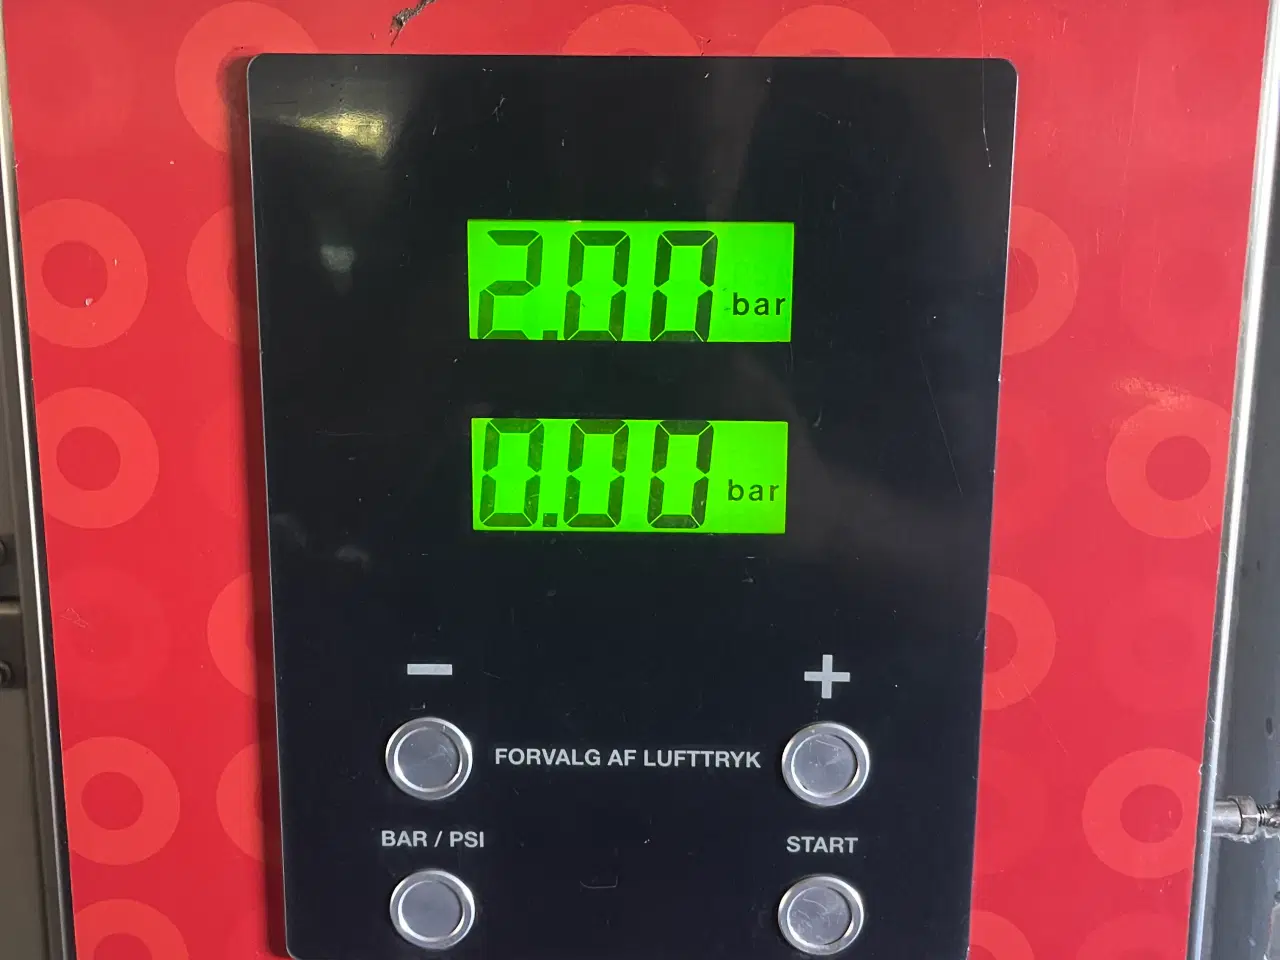 2.00 bar
0.00 bar
− +
FORVALG AF LUFTTRYK
BAR / PSI START